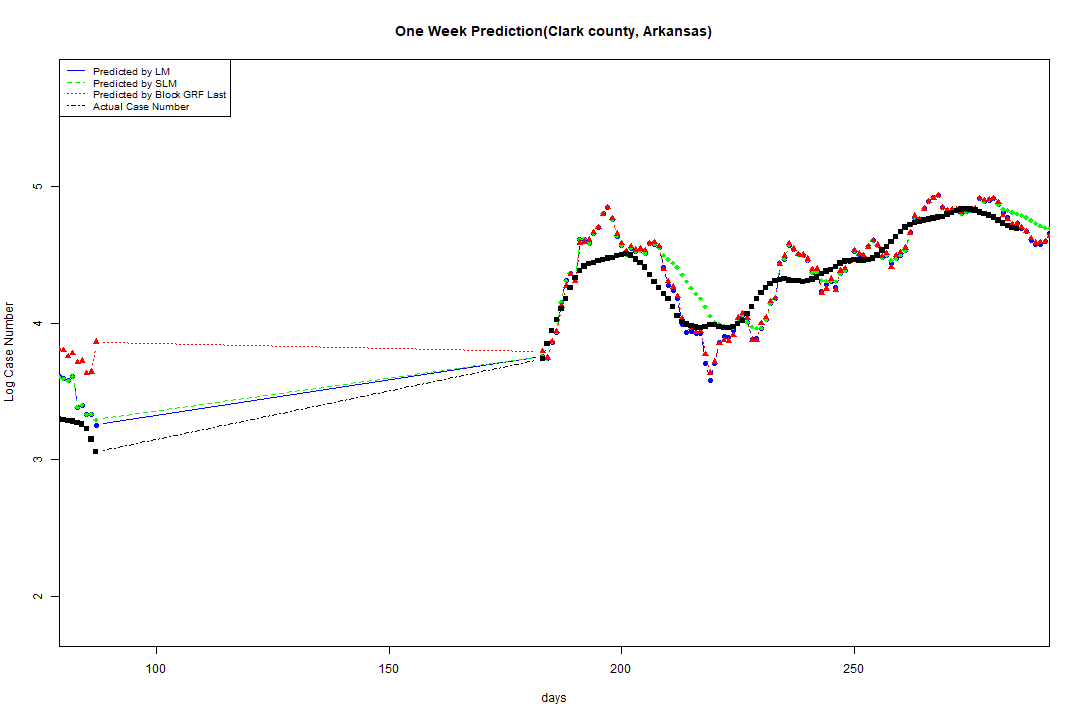 One Week Prediction(Clark county, Arkansas)
Predicted by LM
Predicted by SLM
Predicted by Block GRF Last
Actual Case Number
Log Case Number
5
4
3
2
100 150 200 250
days